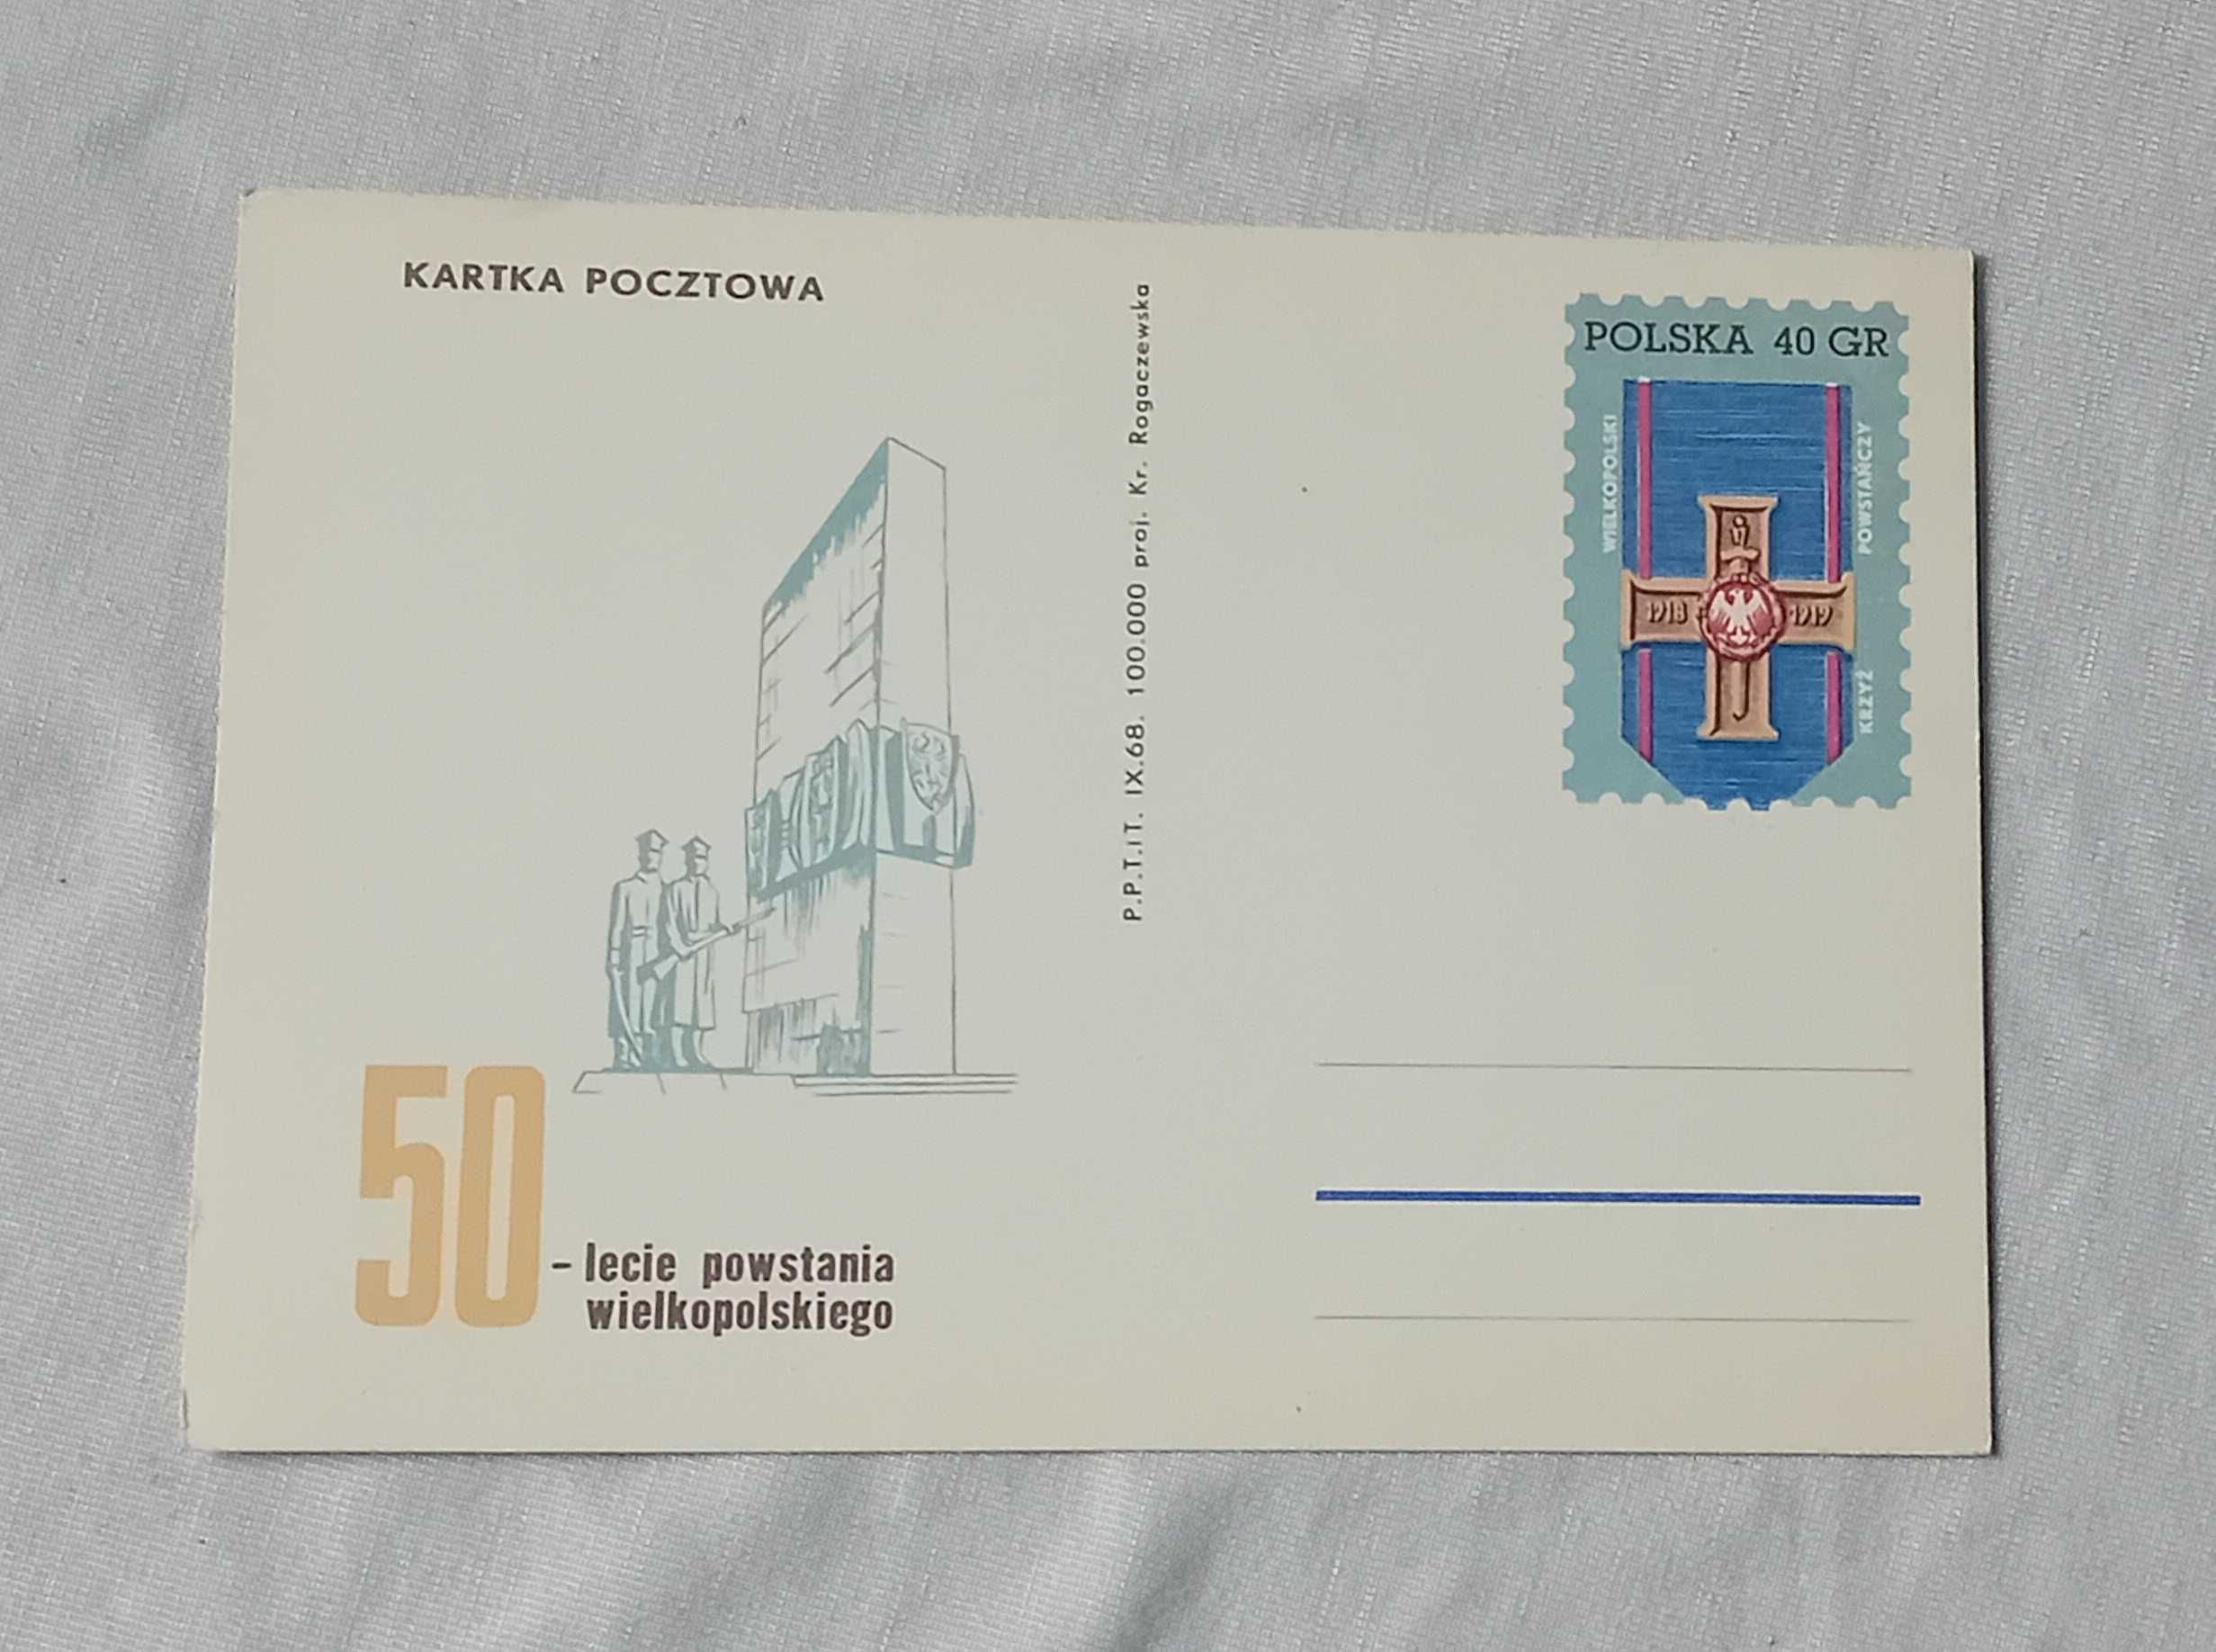 KARTKA POCZTOWA
50 - lecie powstania
wielkopolskiego
P.P.T.iT. IX.68. 100.000 proj. Kr. Rogaczewska
POLSKA 40 GR
WIELKOPOLSKI
KRZYŻ POWSTAŃCZY
1918 1919